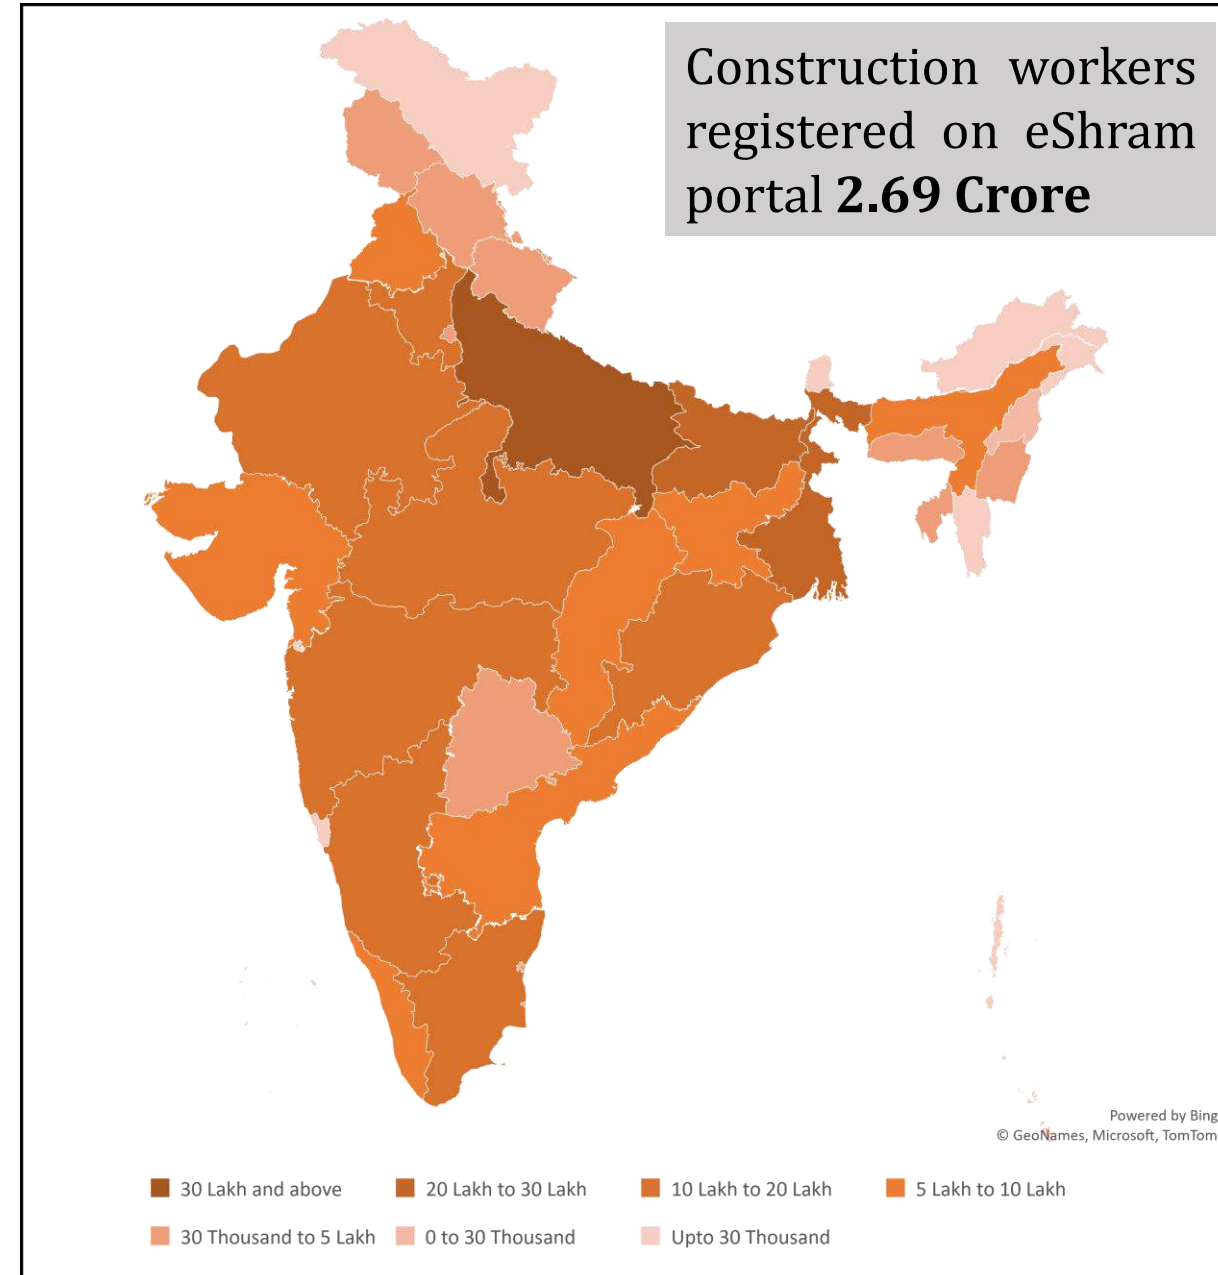 Construction workers
registered on eShram
portal 2.69 Crore
Powered by Bing
© GeoNames, Microsoft, TomTom
30 Lakh and above
20 Lakh to 30 Lakh
10 Lakh to 20 Lakh
5 Lakh to 10 Lakh
30 Thousand to 5 Lakh
0 to 30 Thousand
Upto 30 Thousand